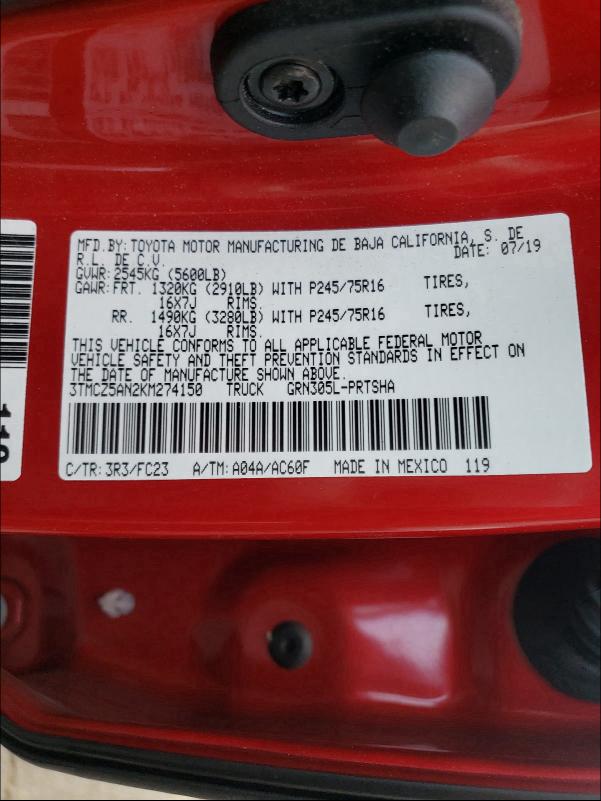 MFD.BY: TOYOTA MOTOR MANUFACTURING DE BAJA CALIFORNIA, S. DE
R.L. DE C.V. DATE: 07/19
GVWR: 2545KG (5600LB)
GAWR: FRT. 1320KG (2910LB) WITH P245/75R16 TIRES,
16X7J RIMS.
RR. 1490KG (3280LB) WITH P245/75R16 TIRES,
16X7J RIMS.
THIS VEHICLE CONFORMS TO ALL APPLICABLE FEDERAL MOTOR
VEHICLE SAFETY AND THEFT PREVENTION STANDARDS IN EFFECT ON
THE DATE OF MANUFACTURE SHOWN ABOVE.
3TMCZ5AN2KM274150 TRUCK GRN305L-PRTSHA
C/TR: 3R3/FC23 A/TM: A04A/AC60F MADE IN MEXICO 119